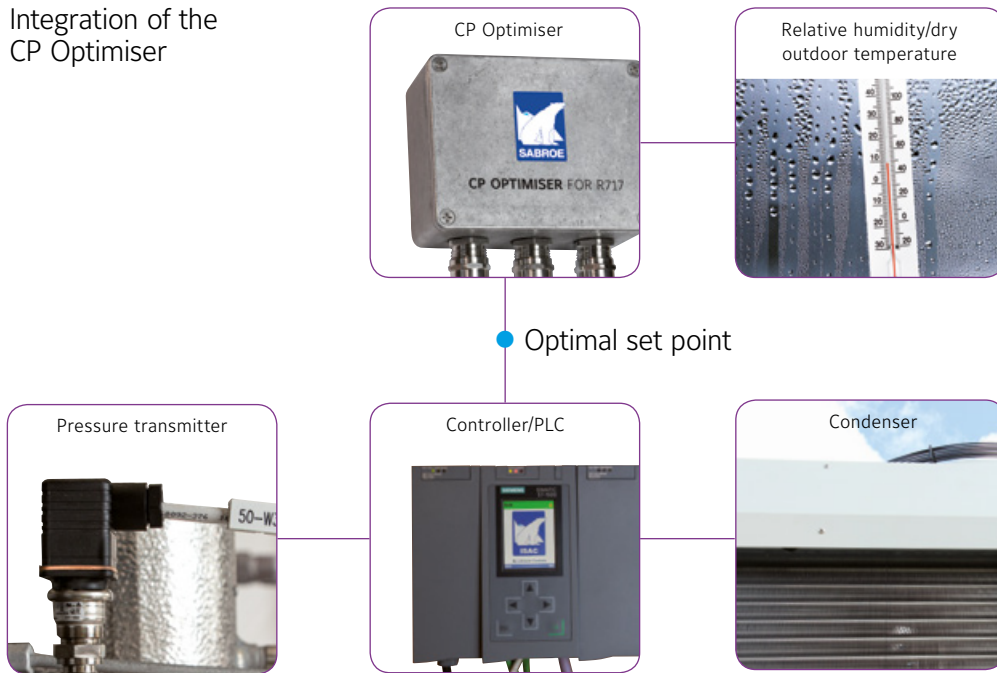 Integration of the
CP Optimiser
CP Optimiser
SABROE
CP OPTIMISER FOR R717
Relative humidity/dry
outdoor temperature
Optimal set point
Pressure transmitter
50-W
Controller/PLC
SIEMENS
ISAC
Condenser